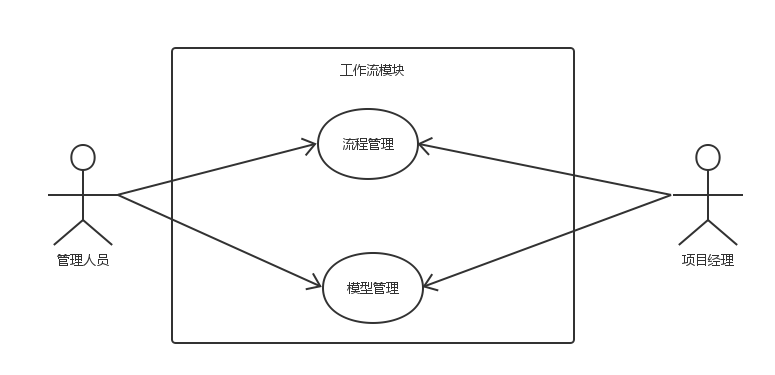 工作流模块
流程管理
管理人员
项目经理
模型管理